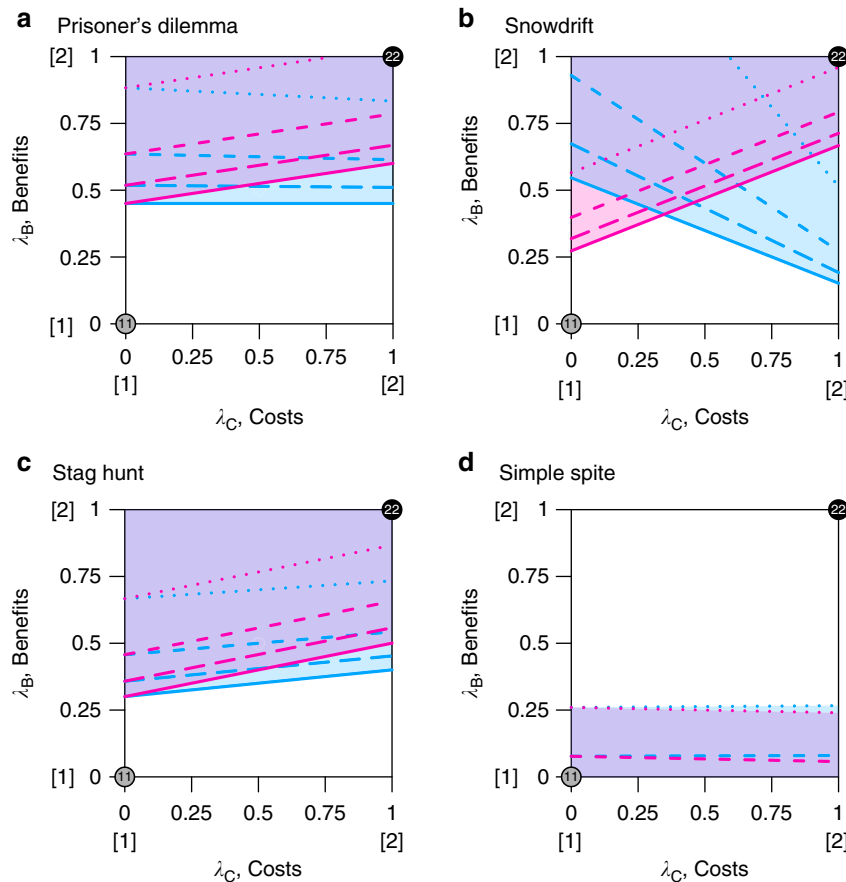 a Prisoner's dilemma
[2] 1
22
0.75
0.5
0.25
[1] 0
11
λB, Benefits
0 0.25 0.5 0.75 1
[1] [2]
λC, Costs
b Snowdrift
[2] 1
22
0.75
0.5
0.25
[1] 0
11
λB, Benefits
0 0.25 0.5 0.75 1
[1] [2]
λC, Costs
c Stag hunt
[2] 1
22
0.75
0.5
0.25
[1] 0
11
λB, Benefits
0 0.25 0.5 0.75 1
[1] [2]
λC, Costs
d Simple spite
[2] 1
22
0.75
0.5
0.25
[1] 0
11
λB, Benefits
0 0.25 0.5 0.75 1
[1] [2]
λC, Costs